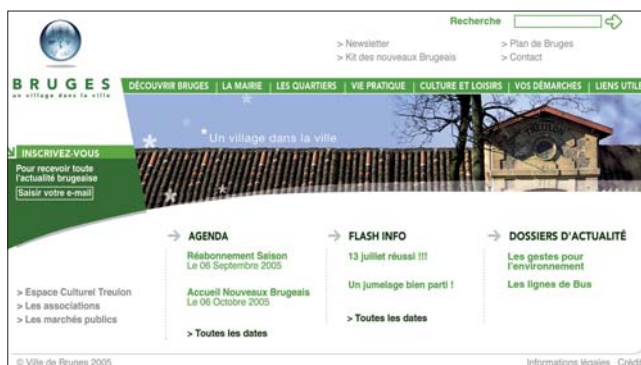 Recherche
> Newsletter
> Plan de Bruges
> Kit des nouveaux Brugeais
> Contact
BRUGES
un village dans la ville
DÉCOUVRIR BRUGES | LA MAIRIE | LES QUARTIERS | VIE PRATIQUE | CULTURE ET LOISIRS | VOS DÉMARCHES | LIENS UTILE
Un village dans la ville
TREULON
INSCRIVEZ-VOUS
Pour recevoir toute
l'actualité brugeaise
Saisir votre e-mail
AGENDA
Réabonnement Saison
Le 06 Septembre 2005
Accueil Nouveaux Brugeais
Le 06 Octobre 2005
> Toutes les dates
FLASH INFO
13 juillet réussi !!!
Un jumelage bien parti !
> Toutes les dates
DOSSIERS D'ACTUALITÉ
Les gestes pour
l'environnement
Les lignes de Bus
> Espace Culturel Treulon
> Les associations
> Les marchés publics
© Ville de Bruges 2005
Informations légales
Crédit